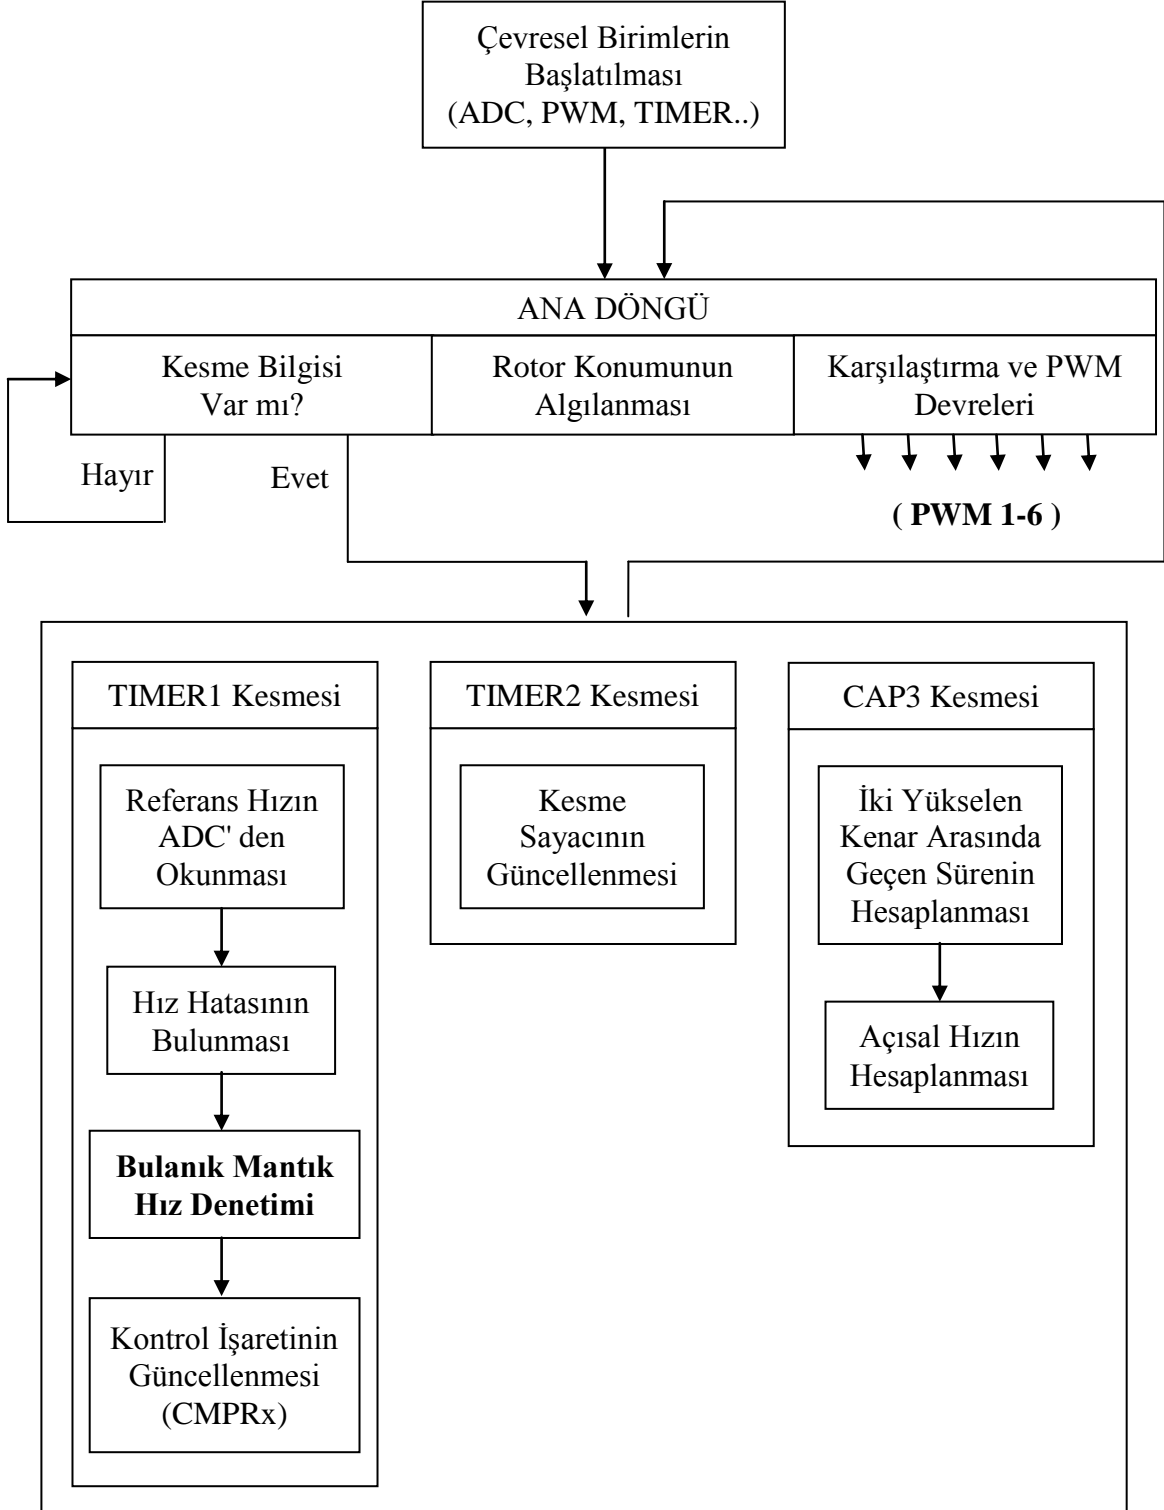 Çevresel Birimlerin
Başlatılması
(ADC, PWM, TIMER..)
ANA DÖNGÜ
Kesme Bilgisi
Var mı?
Rotor Konumunun
Algılanması
Karşılaştırma ve PWM
Devreleri
Hayır
Evet
( PWM 1-6 )
TIMER1 Kesmesi
Referans Hızın
ADC' den
Okunması
Hız Hatasının
Bulunması
Bulanık Mantık
Hız Denetimi
Kontrol İşaretinin
Güncellenmesi
(CMPRx)
TIMER2 Kesmesi
Kesme
Sayacının
Güncellenmesi
CAP3 Kesmesi
İki Yükselen
Kenar Arasında
Geçen Sürenin
Hesaplanması
Açısal Hızın
Hesaplanması